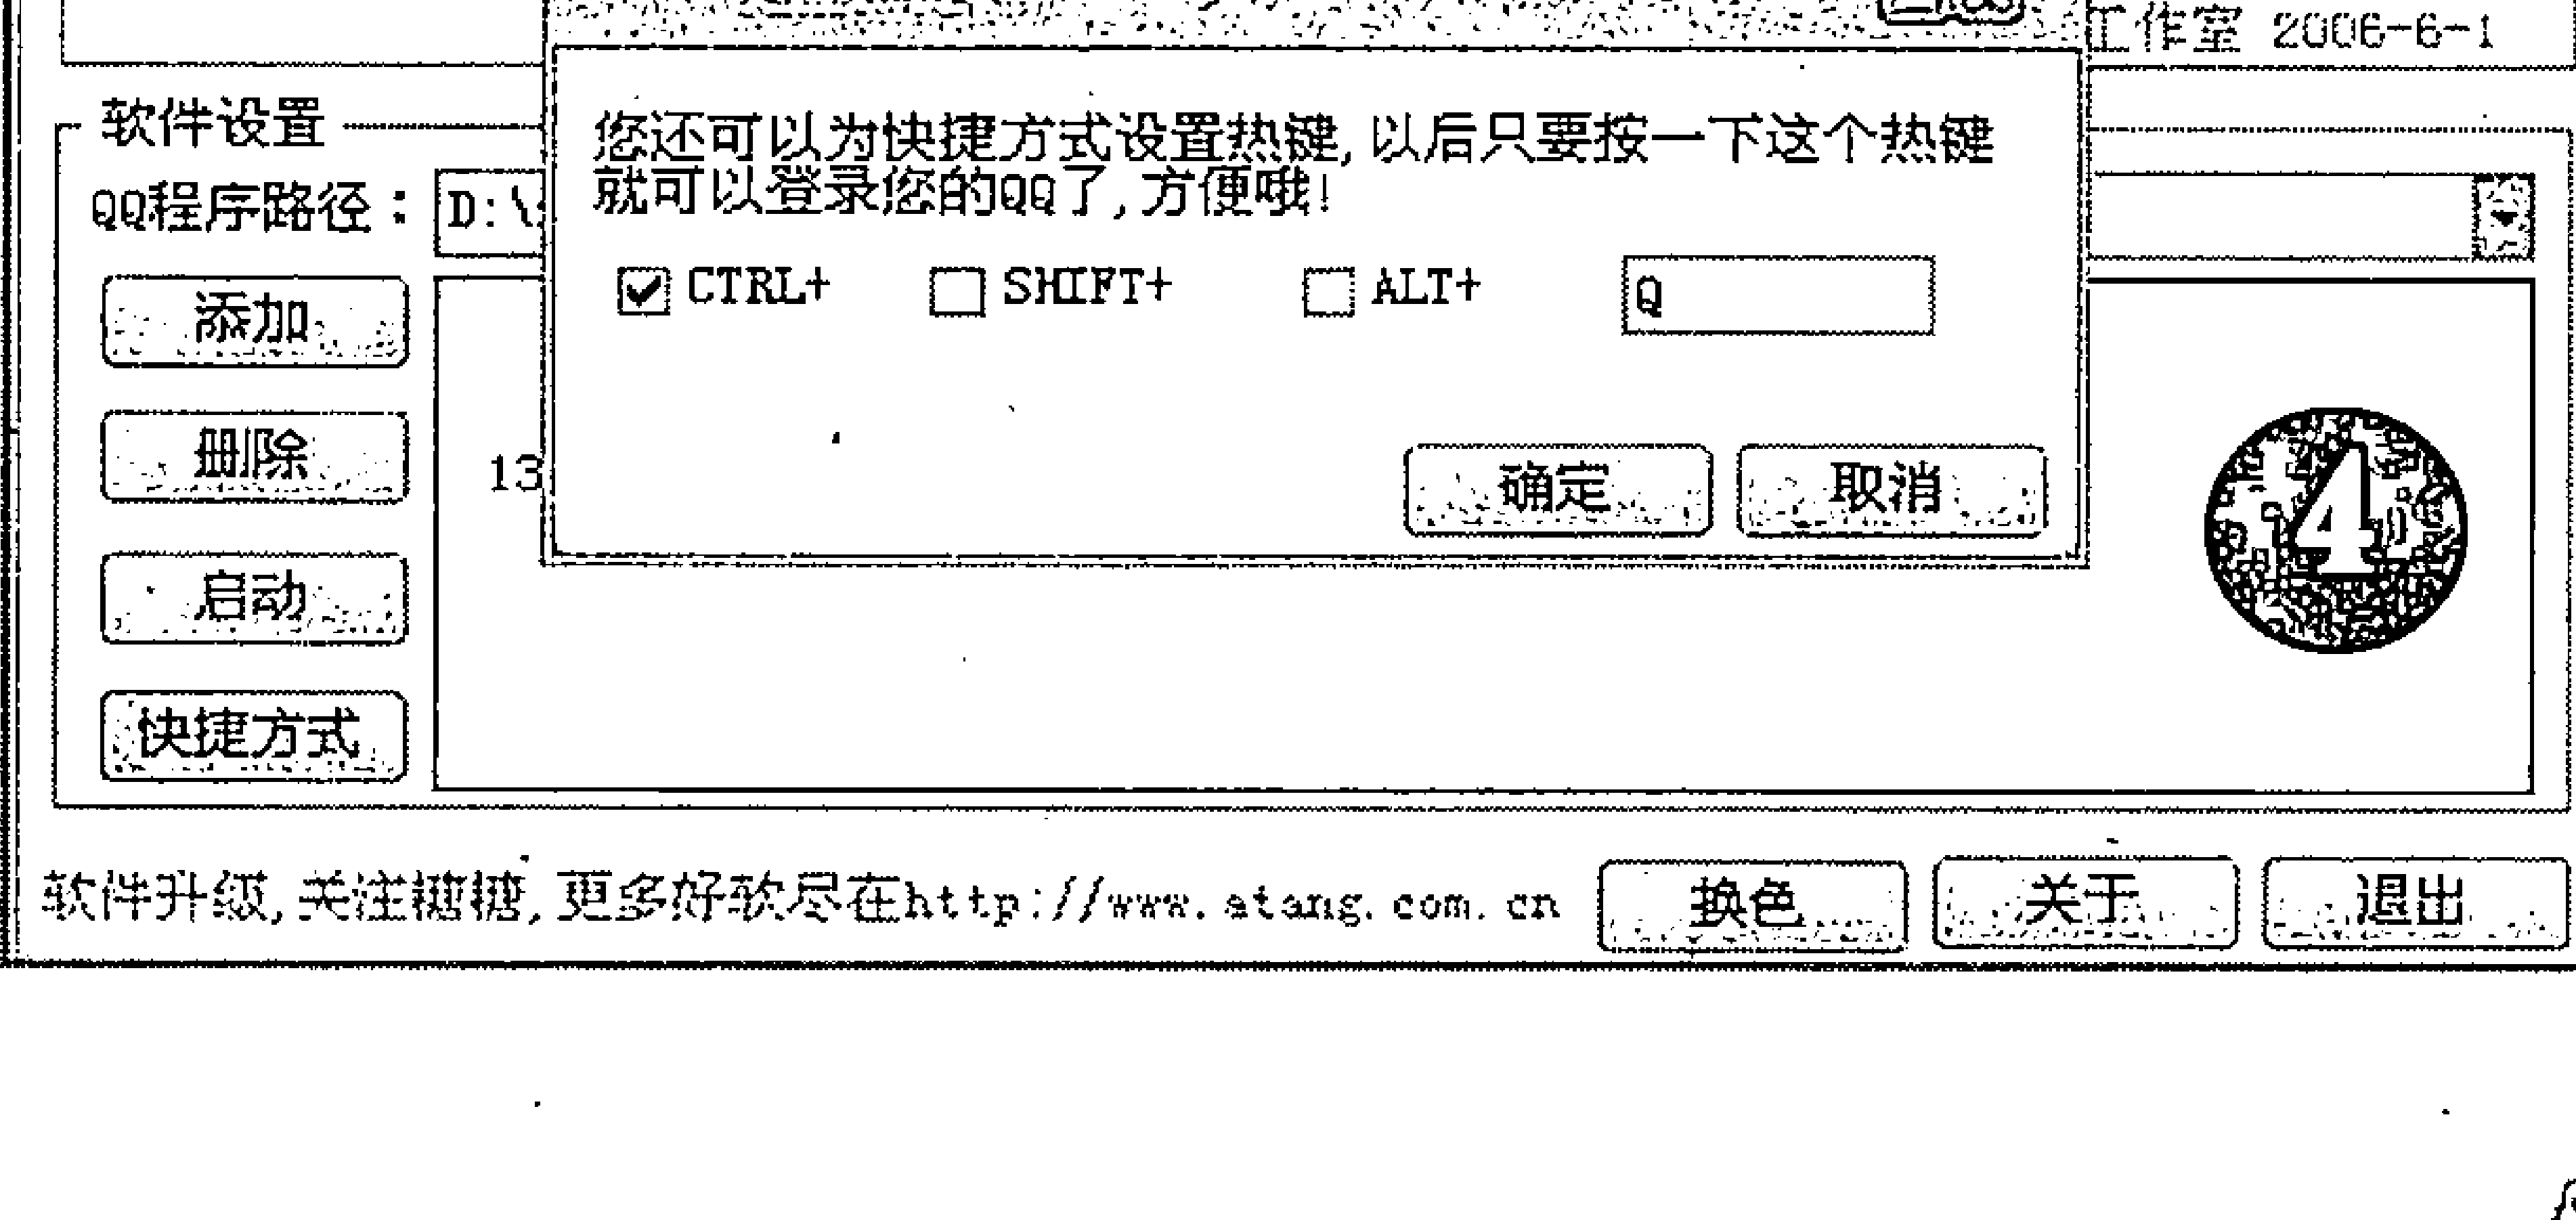 工作室 2006-6-1
软件设置
您还可以为快捷方式设置热键,以后只要按一下这个热键
就可以登录您的QQ了,方便哦!
QQ程序路径：
D:\
CTRL+ SHIFT+ ALT+ Q
添加
删除
13
确定 取消
4
启动
快捷方式
软件升级,关注糖糖,更多好软尽在http://www.atang.com.cn
换色 关于 退出